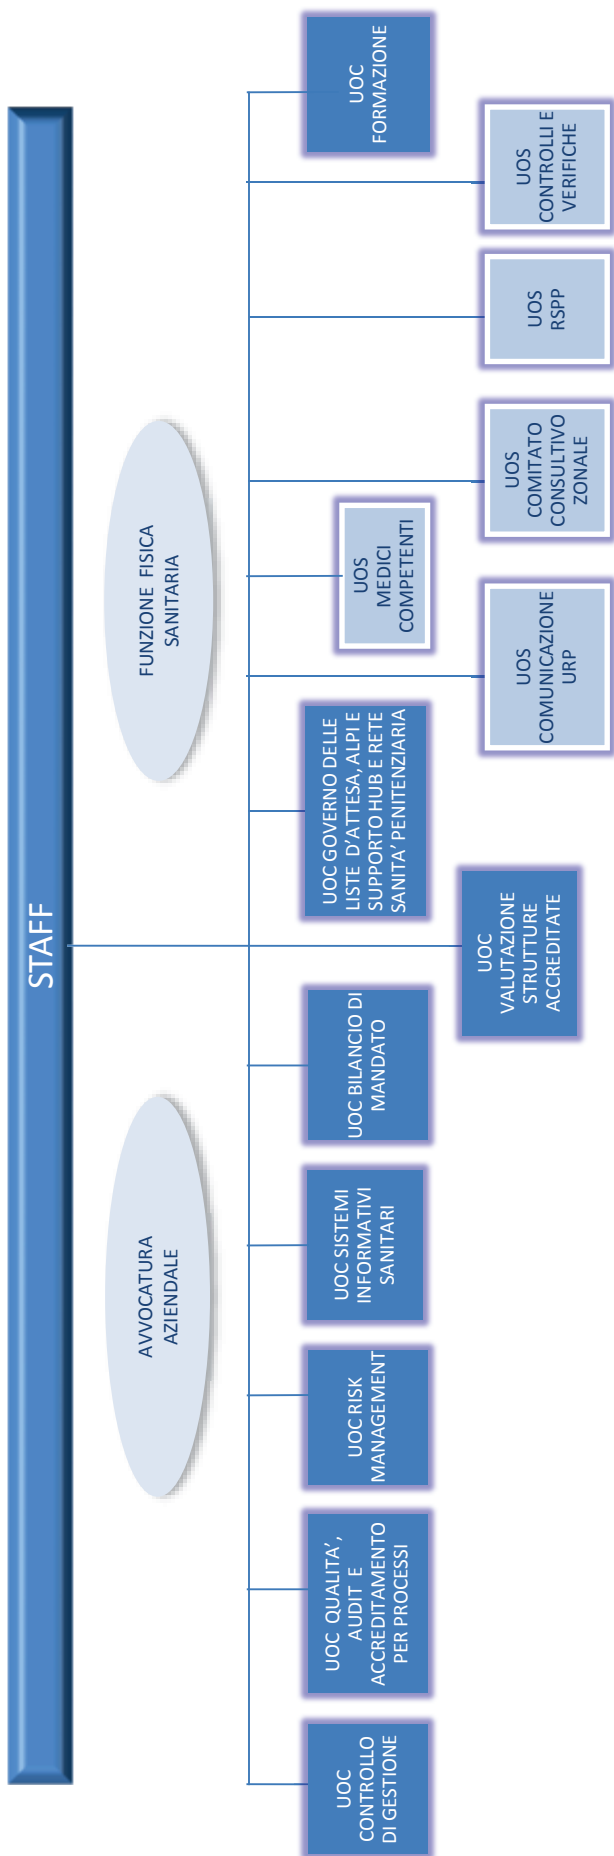 STAFF
AVVOCATURA
AZIENDALE
FUNZIONE FISICA
SANITARIA
UOC
CONTROLLO
DI GESTIONE
UOC QUALITA’,
AUDIT E
ACCREDITAMENTO
PER PROCESSI
UOC RISK
MANAGEMENT
UOC SISTEMI
INFORMATIVI
SANITARI
UOC BILANCIO DI
MANDATO
UOC GOVERNO DELLE
LISTE D’ATTESA, ALPI E
SUPPORTO HUB E RETE
SANITA’ PENITENZIARIA
UOS
MEDICI
COMPETENTI
UOC
FORMAZIONE
UOC
VALUTAZIONE
STRUTTURE
ACCREDITATE
UOS
COMUNICAZIONE
URP
UOS
COMITATO
CONSULTIVO
ZONALE
UOS
RSPP
UOS
CONTROLLI E
VERIFICHE